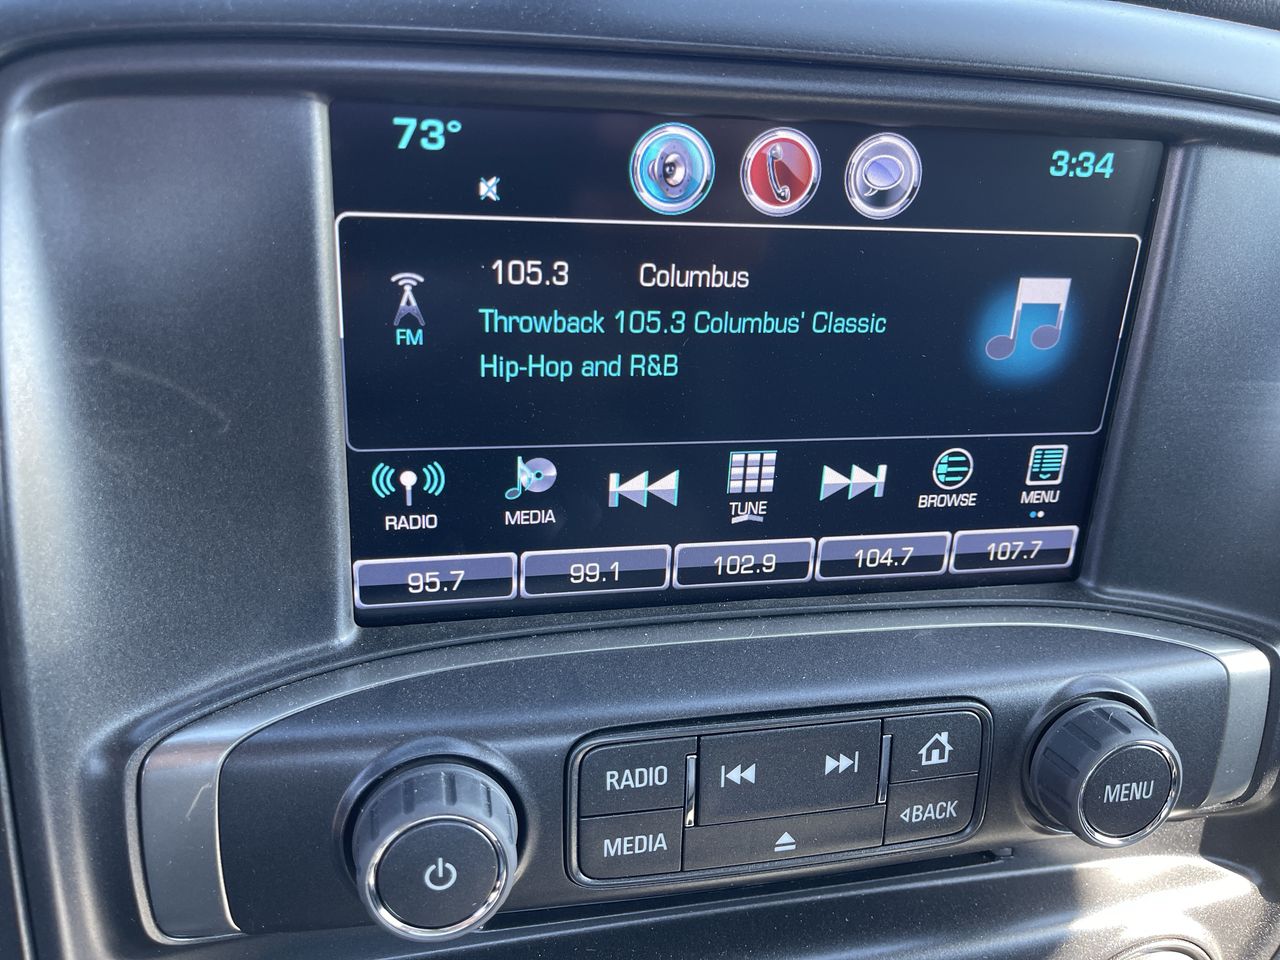 73°
3:34
105.3 Columbus
FM
Throwback 105.3 Columbus' Classic
Hip-Hop and R&B
RADIO
MEDIA
TUNE
BROWSE
MENU
95.7
99.1
102.9
104.7
107.7
RADIO
MEDIA
BACK
MENU